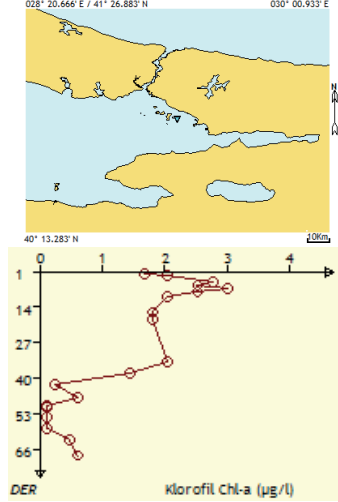 028° 20.666' E / 41° 26.883' N 030° 00.933' E
N
40° 13.283' N 10Km
0 1 2 3 4
1
14
27
40
53
66
DER Klorofil Chl-a (µg/l)